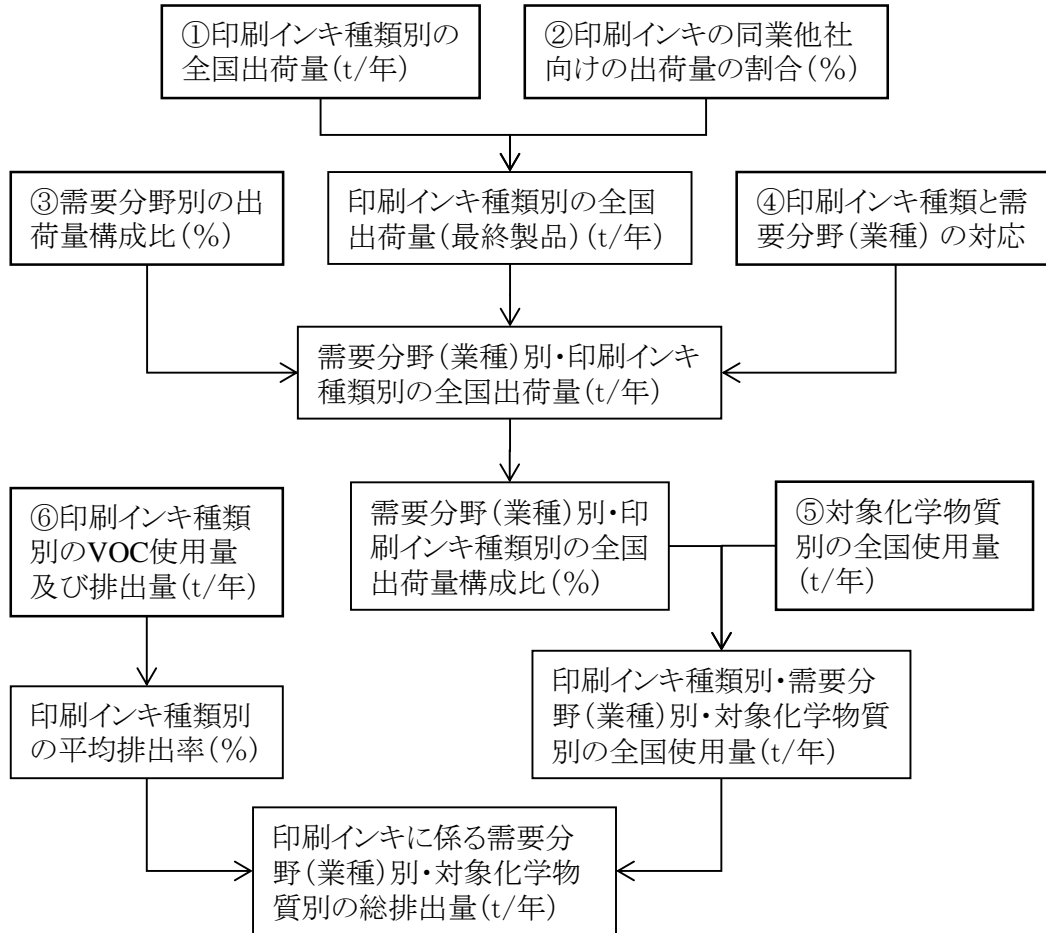 ①印刷インキ種類別の
全国出荷量(t/年)
②印刷インキの同業他社
向けの出荷量の割合(%)
③需要分野別の出
荷量構成比(%)
印刷インキ種類別の全国
出荷量(最終製品)(t/年)
④印刷インキ種類と需
要分野(業種) の対応
需要分野(業種)別・印刷インキ
種類別の全国出荷量(t/年)
⑥印刷インキ種類
別のVOC使用量
及び排出量(t/年)
需要分野(業種)別・印
刷インキ種類別の全国
出荷量構成比(%)
⑤対象化学物質
別の全国使用量
(t/年)
印刷インキ種類別
の平均排出率(%)
印刷インキ種類別・需要分
野(業種)別・対象化学物質
別の全国使用量(t/年)
印刷インキに係る需要分
野(業種)別・対象化学物
質別の総排出量(t/年)